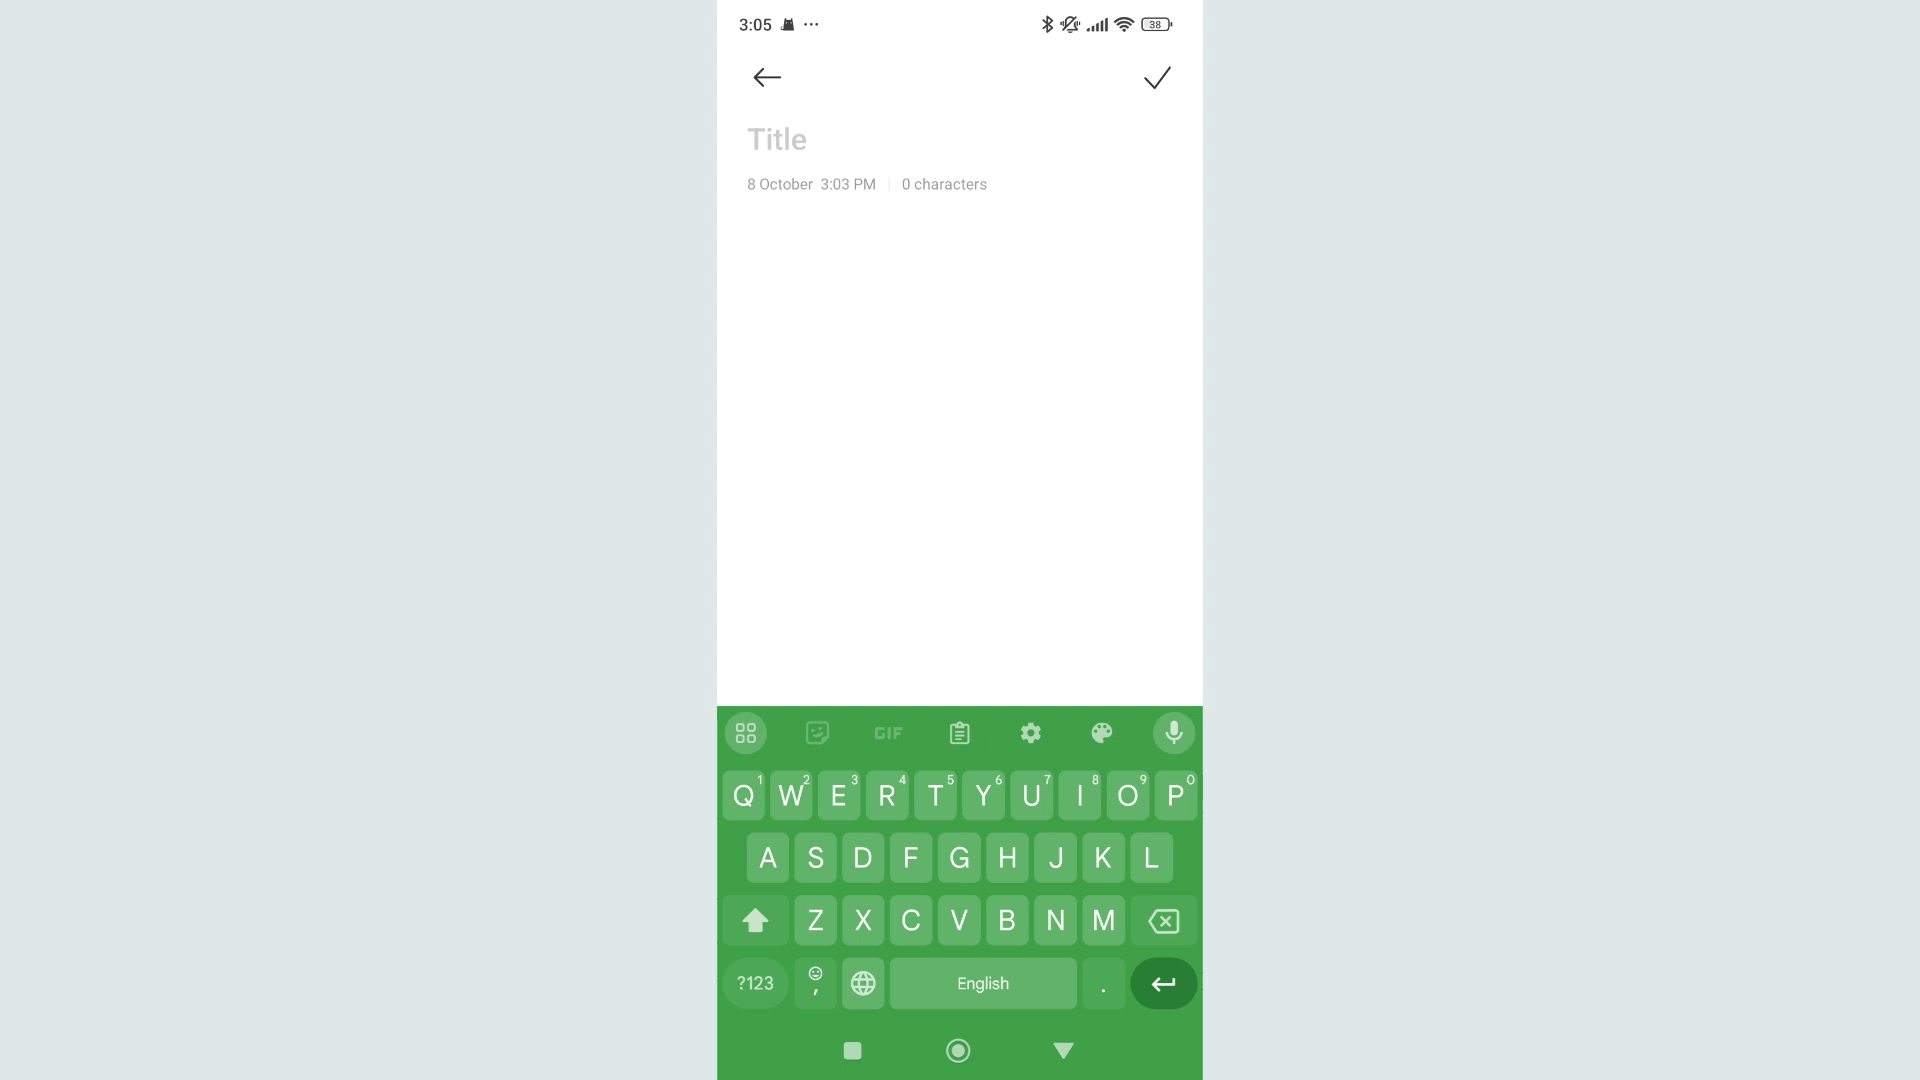 3:05 38
Title
8 October 3:03 PM 0 characters
GIF
Q1 W2 E3 R4 T5 Y6 U7 I8 O9 P0
A S D F G H J K L
Z X C V B N M
?123 , English .